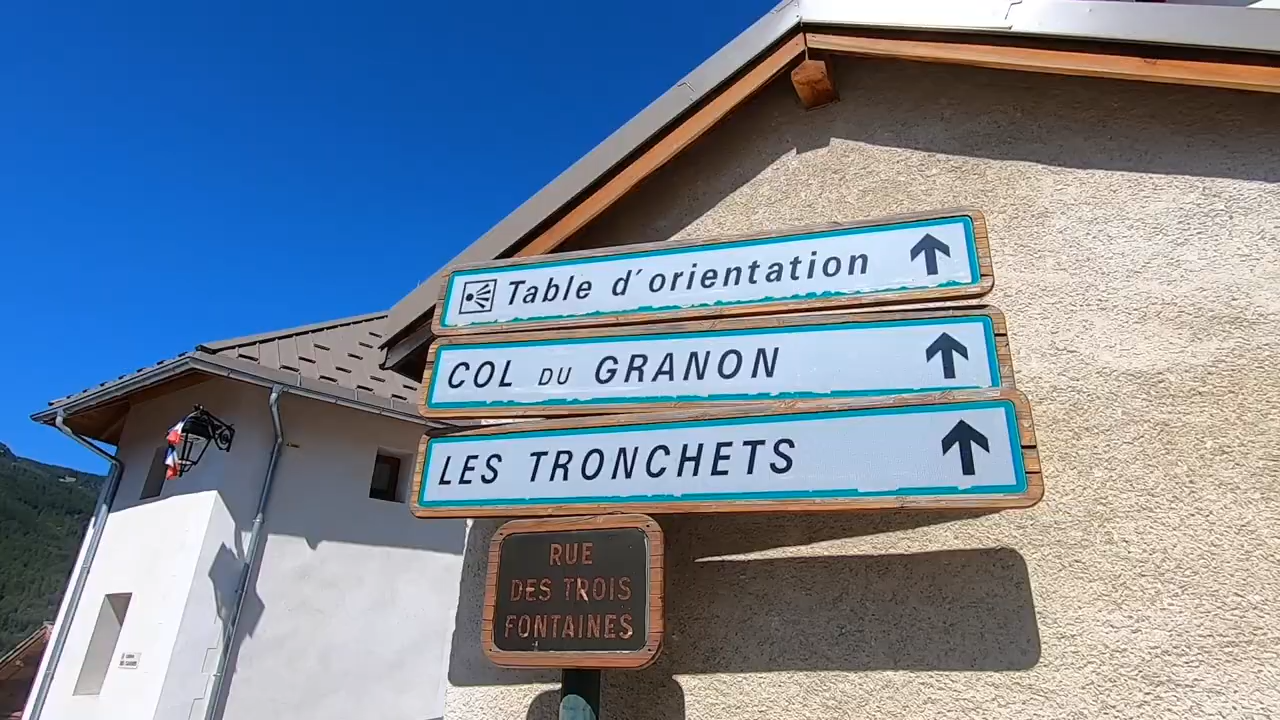 Table d'orientation
COL DU GRANON
LES TRONCHETS
RUE
DES TROIS
FONTAINES